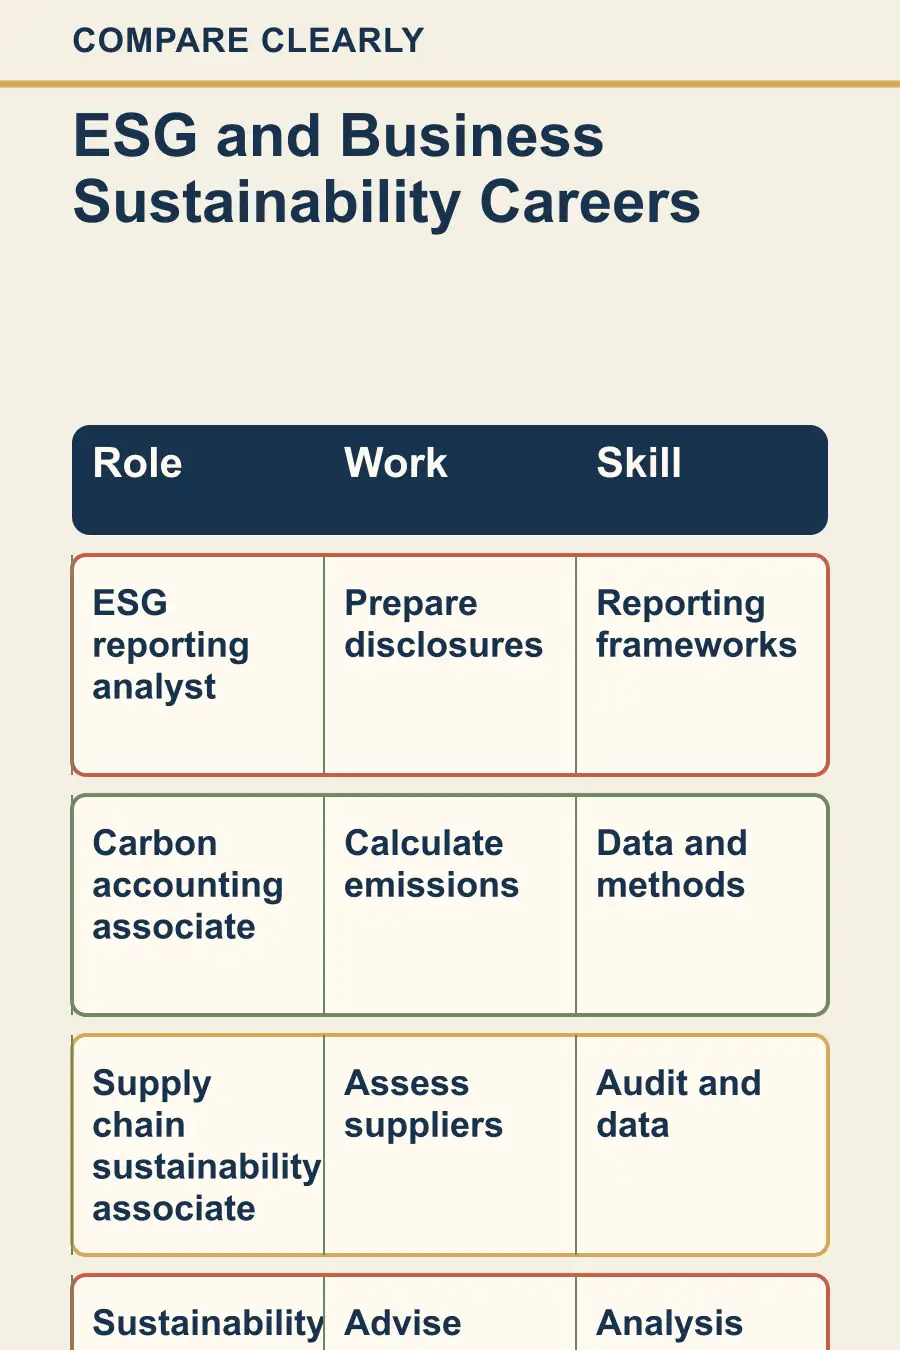 COMPARE CLEARLY
ESG and Business
Sustainability Careers
Role Work Skill
ESG Prepare Reporting
reporting disclosures frameworks
analyst
Carbon Calculate Data and
accounting emissions methods
associate
Supply Assess Audit and
chain suppliers data
sustainability
associate
Sustainability Advise Analysis